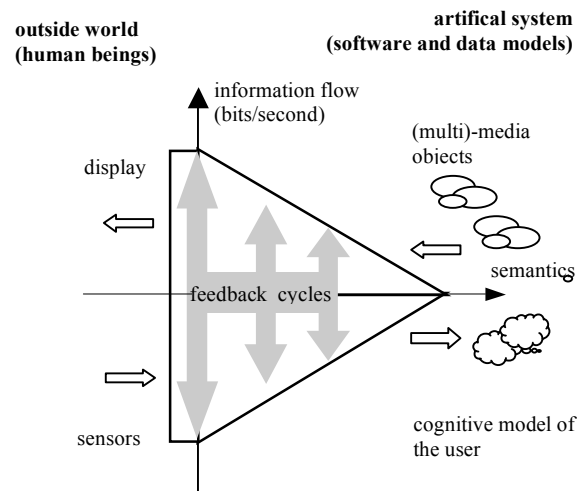 outside world
(human beings)
artifical system
(software and data models)
information flow
(bits/second)
(multi)-media
objects
display
semantics
feedback cycles
sensors
cognitive model of
the user